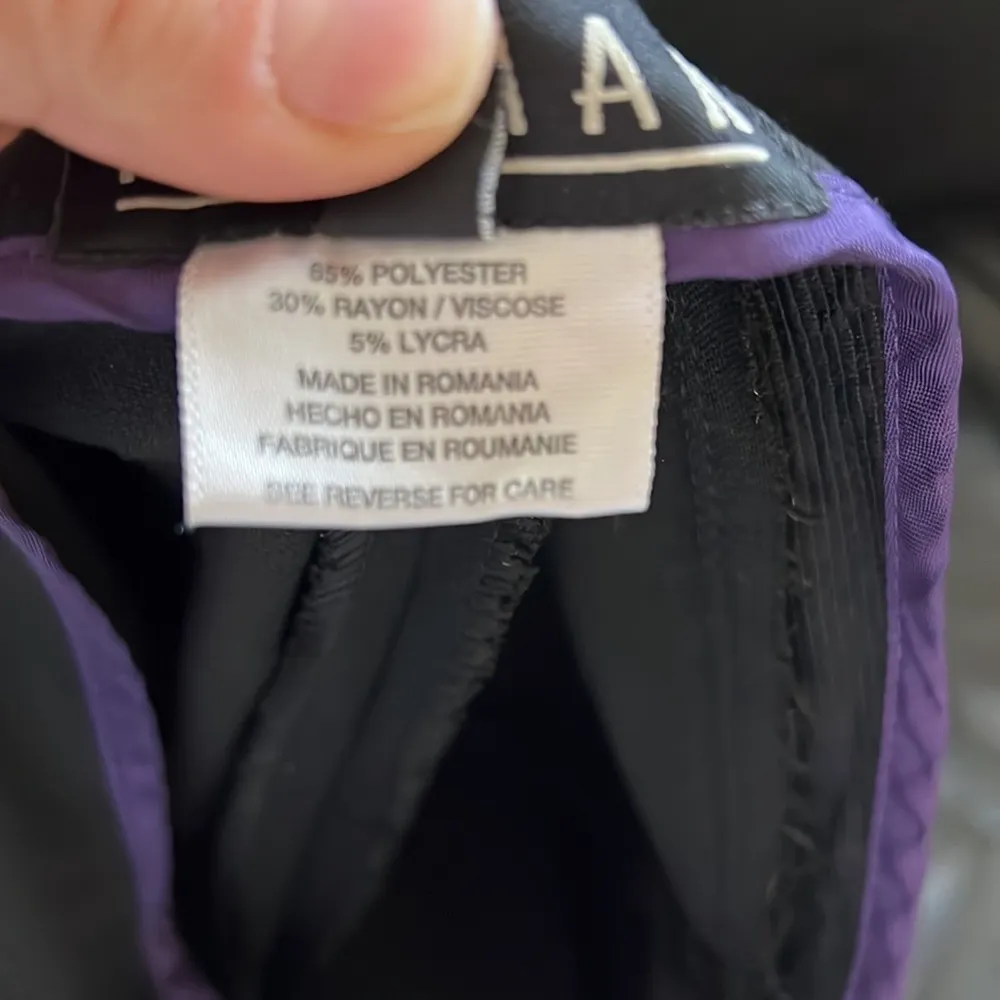 65% POLYESTER
30% RAYON / VISCOSE
5% LYCRA
MADE IN ROMANIA
HECHO EN ROMANIA
FABRIQUE EN ROUMANIE
SEE REVERSE FOR CARE